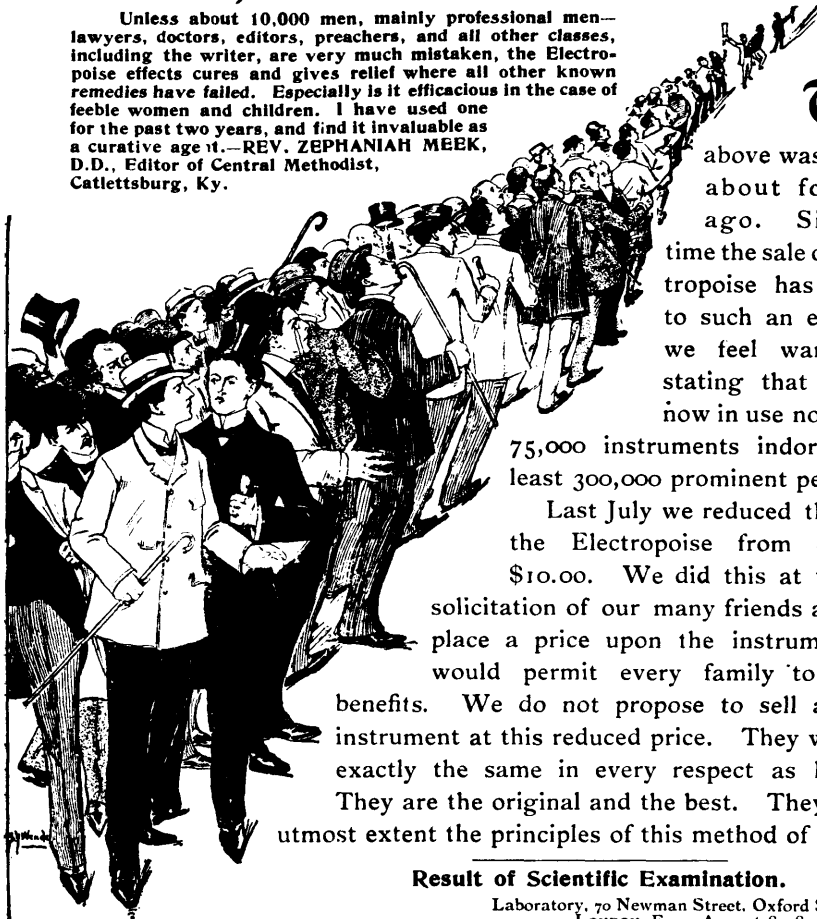 Unless about 10,000 men, mainly professional men—
lawyers, doctors, editors, preachers, and all other classes,
including the writer, are very much mistaken, the Electro-
poise effects cures and gives relief where all other known
remedies have failed. Especially is it efficacious in the case of
feeble women and children. I have used one
for the past two years, and find it invaluable as
a curative agent.—REV. ZEPHANIAH MEEK,
D.D., Editor of Central Methodist,
Catlettsburg, Ky.
above was
about fo
ago. Si
time the sale o
tropoise has
to such an e
we feel war
stating that
now in use no
75,000 instruments indor
least 300,000 prominent pe
Last July we reduced th
the Electropoise from
$10.00. We did this at
solicitation of our many friends a
place a price upon the instrum
would permit every family to
benefits. We do not propose to sell a
instrument at this reduced price. They w
exactly the same in every respect as
They are the original and the best. They
utmost extent the principles of this method of
Result of Scientific Examination.
Laboratory, 70 Newman Street, Oxford S